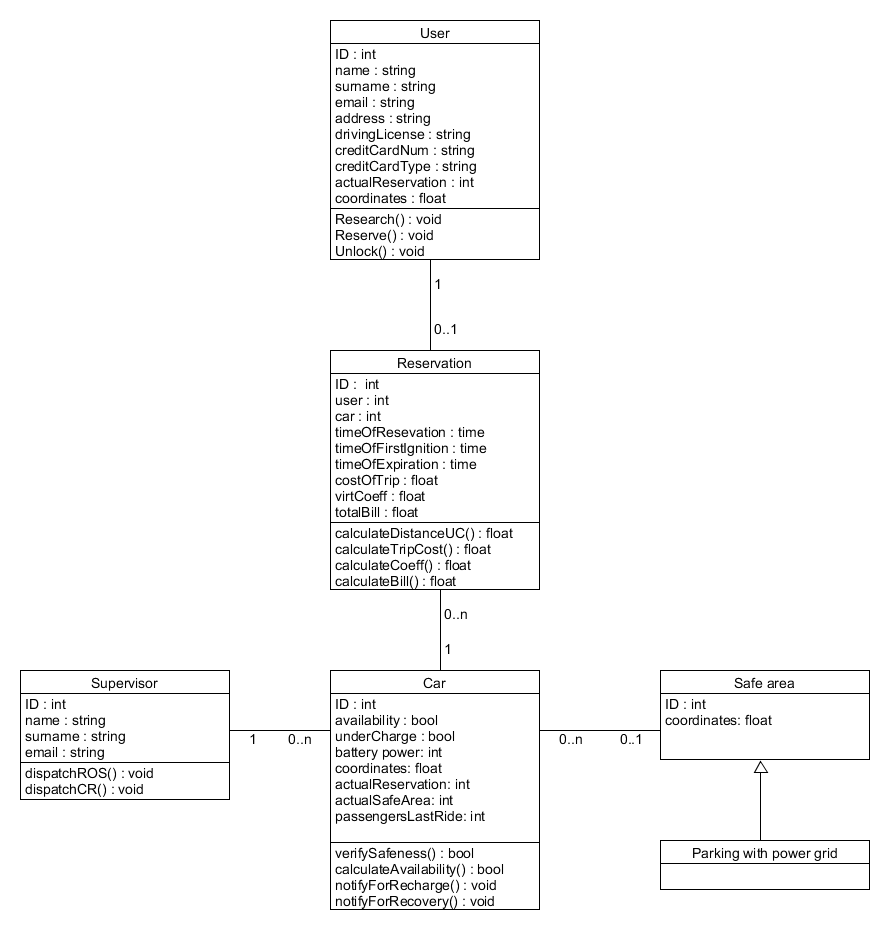 User
ID : int
name : string
surname : string
email : string
address : string
drivingLicense : string
creditCardNum : string
creditCardType : string
actualReservation : int
coordinates : float
Research() : void
Reserve() : void
Unlock() : void
1
0..1
Reservation
ID :  int
user : int
car : int
timeOfResevation : time
timeOfFirstIgnition : time
timeOfExpiration : time
costOfTrip : float
virtCoeff : float
totalBill : float
calculateDistanceUC() : float
calculateTripCost() : float
calculateCoeff() : float
calculateBill() : float
0..n
1
Supervisor
ID : int
name : string
surname : string
email : string
dispatchROS() : void
dispatchCR() : void
1
0..n
Car
ID : int
availability : bool
underCharge : bool
battery power: int
coordinates: float
actualReservation: int
actualSafeArea: int
passengersLastRide: int
verifySafeness() : bool
calculateAvailability() : bool
notifyForRecharge() : void
notifyForRecovery() : void
0..n
0..1
Safe area
ID : int
coordinates: float
Parking with power grid